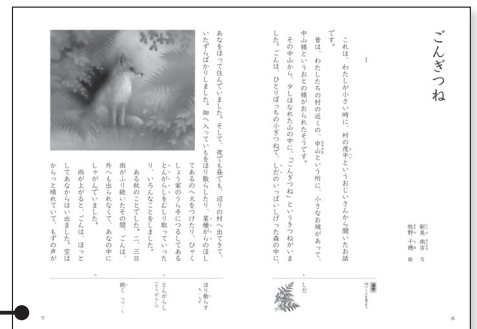 ごんぎつね
新美 南吉 文
牧野 千穂 絵
1
これは、わたしが小さい時に、村の茂平というおじいさんから聞いたお話
です。
昔は、わたしたちの村の近くの、中山という所に、小さなお城があって、
中山様というおとの様がおられたそうです。
その中山から、少しはなれた山の中に、「ごんぎつね」というきつねがいま
した。ごんは、ひとりぼっちの小ぎつねで、しだのいっぱいしげった森の中に、
しだ
6
あなをほって住んでいました。そして、夜でも昼でも、辺りの村へ出てきて、
いたずらばかりしました。畑へ入っていもをほり散らしたり、菜種がらのほし
てあるのへ火をつけたり、ひゃく
しょう家のうら手につるしてある
とんがらしをむしり取っていった
り、いろんなことをしました。
ある秋のことでした。二、三日
雨がふり続いたその間、ごんは、
外へも出られなくて、あなの中に
しゃがんでいました。
雨が上がると、ごんは、ほっと
してあなからはい出ました。空は
からっと晴れていて、もずの声が
ほり散らす
とんがらし
続く
7